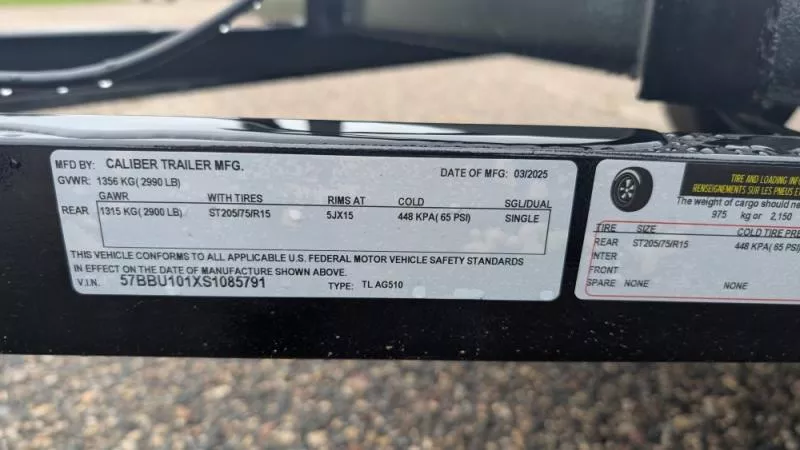 MFD BY: CALIBER TRAILER MFG. DATE OF MFG: 03/2025
GVWR: 1356 KG( 2990 LB)
GAWR WITH TIRES RIMS AT COLD SGL/DUAL
REAR 1315 KG( 2900 LB) ST205/75/R15 5JX15 448 KPA( 65 PSI) SINGLE
THIS VEHICLE CONFORMS TO ALL APPLICABLE U.S. FEDERAL MOTOR VEHICLE SAFETY STANDARDS
IN EFFECT ON THE DATE OF MANUFACTURE SHOWN ABOVE.
V.I.N. 57BBU101XS1085791 TYPE: TL AG510
TIRE AND LOADING INF
RENSEIGNEMENTS SUR LES PNEUS E
The weight of cargo should ne
975 kg or 2,150
TIRE SIZE COLD TIRE PRE
REAR ST205/75/R15 448 KPA( 65 PSI)
INTER
FRONT
SPARE NONE NONE